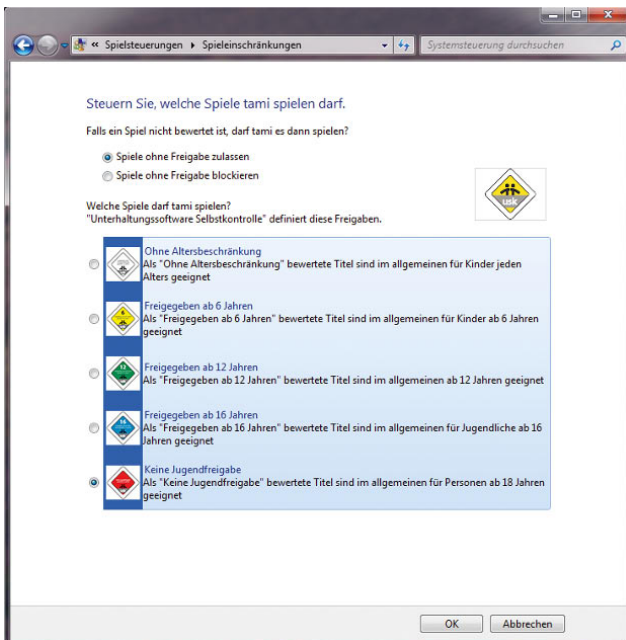 « Spielsteuerungen ▸ Spieleinschränkungen
Systemsteuerung durchsuchen
Steuern Sie, welche Spiele tami spielen darf.
Falls ein Spiel nicht bewertet ist, darf tami es dann spielen?
Spiele ohne Freigabe zulassen
Spiele ohne Freigabe blockieren
usk
Welche Spiele darf tami spielen?
"Unterhaltungssoftware Selbstkontrolle" definiert diese Freigaben.
Ohne Altersbeschränkung
Als "Ohne Altersbeschränkung" bewertete Titel sind im allgemeinen für Kinder jeden
Alters geeignet
6
Freigegeben ab 6 Jahren
Als "Freigegeben ab 6 Jahren" bewertete Titel sind im allgemeinen für Kinder ab 6 Jahren
geeignet
12
Freigegeben ab 12 Jahren
Als "Freigegeben ab 12 Jahren" bewertete Titel sind im allgemeinen ab 12 Jahren geeignet
16
Freigegeben ab 16 Jahren
Als "Freigegeben ab 16 Jahren" bewertete Titel sind im allgemeinen für Jugendliche ab 16
Jahren geeignet
Keine Jugendfreigabe
Als "Keine Jugendfreigabe" bewertete Titel sind im allgemeinen für Personen ab 18 Jahren
geeignet
OK
Abbrechen